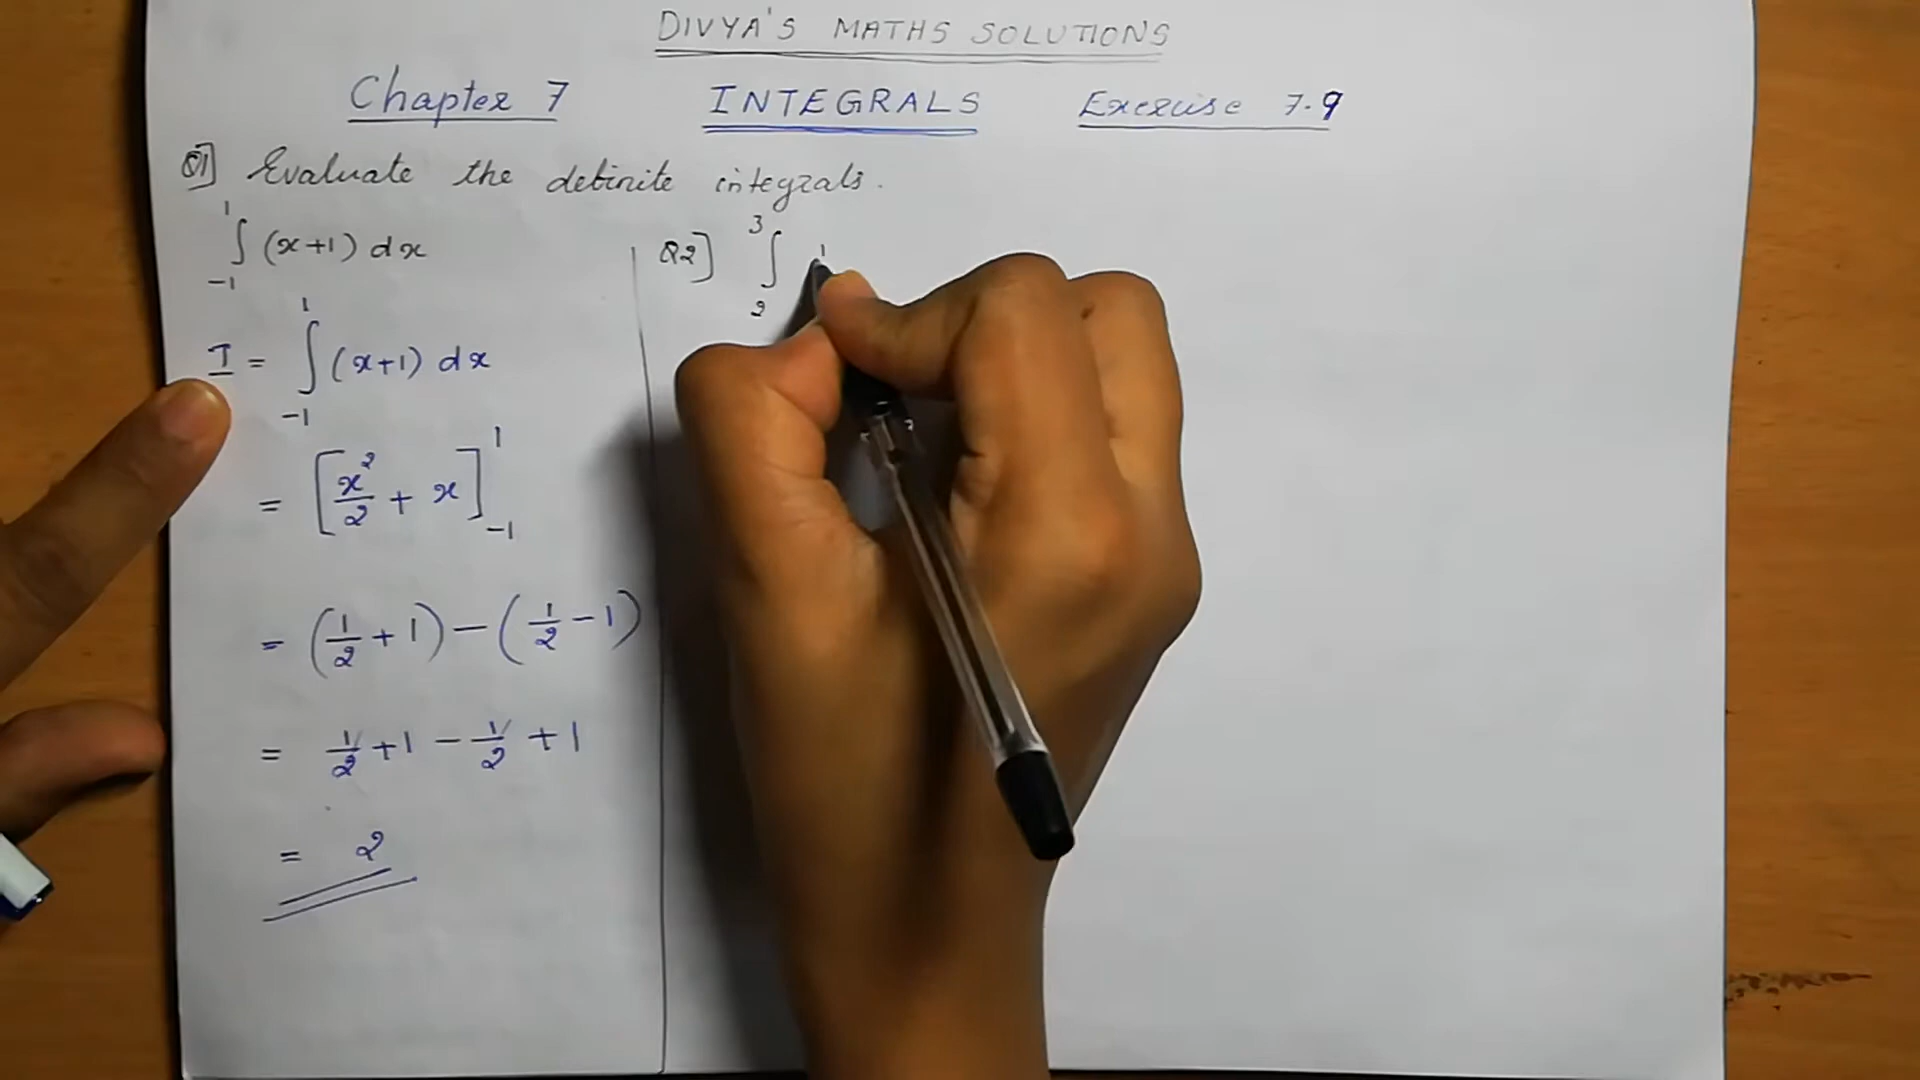 DIVYA'S MATHS SOLUTIONS
Chapter 7 INTEGRALS Exercise 7.9
Q1] Evaluate the definite integrals.
1
∫ (x+1) dx
-1
1
I = ∫ (x+1) dx
-1
= [x²/2 + x]
1
-1
= (1/2 + 1) - (1/2 - 1)
= 1/2 + 1 - 1/2 + 1
= 2
Q2]
3
∫ 1
2